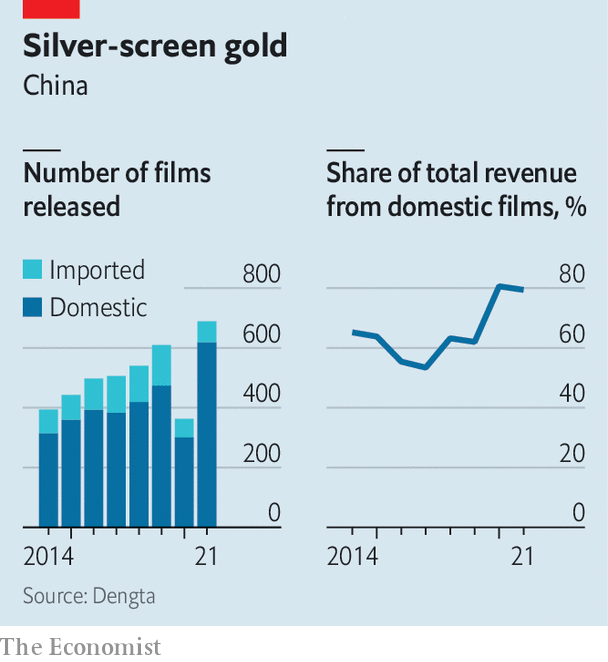 Silver-screen gold
China
Number of films
released
Imported
Domestic
800
600
400
200
0
2014
21
Share of total revenue
from domestic films, %
80
60
40
20
0
2014
21
Source: Dengta
The Economist